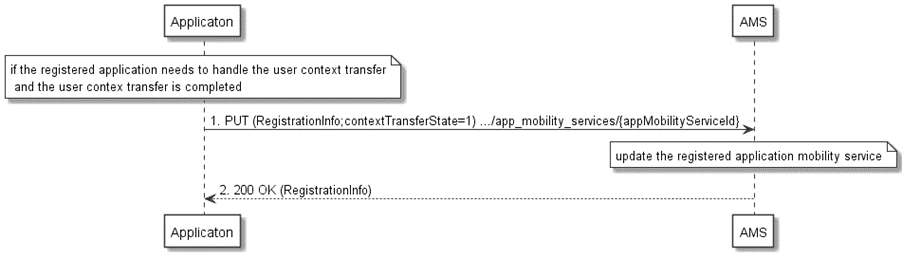 Applicaton
AMS
if the registered application needs to handle the user context transfer
and the user contex transfer is completed
1. PUT (RegistrationInfo;contextTransferState=1) .../app_mobility_services/{appMobilityServiceId}
update the registered application mobility service
2. 200 OK (RegistrationInfo)
Applicaton
AMS